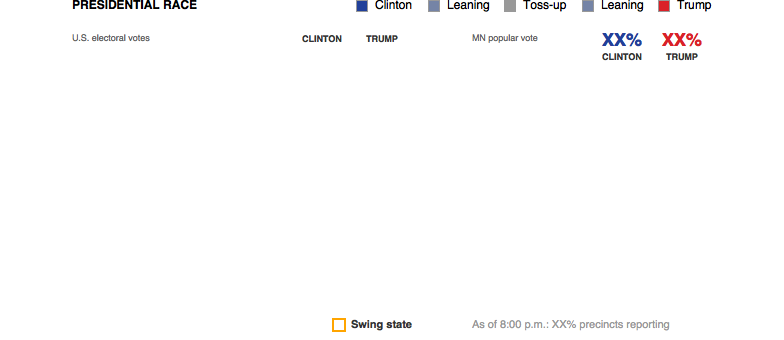 PRESIDENTIAL RACE
Clinton Leaning Toss-up Leaning Trump
U.S. electoral votes
CLINTON TRUMP
MN popular vote
XX% XX%
CLINTON TRUMP
Swing state
As of 8:00 p.m.: XX% precincts reporting